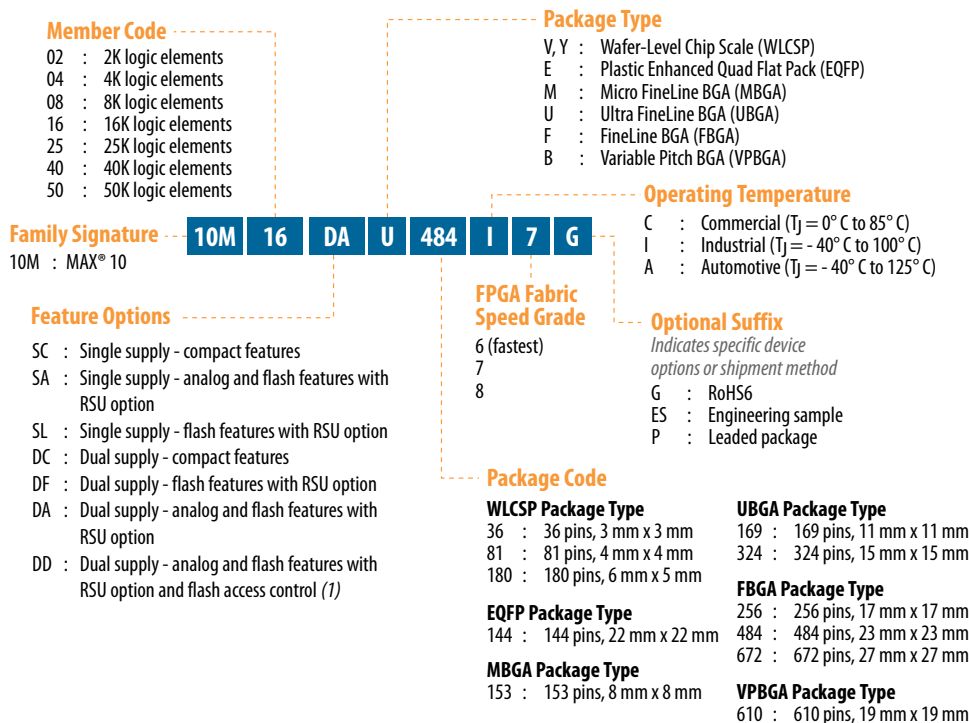 Member Code
02 : 2K logic elements
04 : 4K logic elements
08 : 8K logic elements
16 : 16K logic elements
25 : 25K logic elements
40 : 40K logic elements
50 : 50K logic elements
Package Type
V, Y : Wafer-Level Chip Scale (WLCSP)
E : Plastic Enhanced Quad Flat Pack (EQFP)
M : Micro FineLine BGA (MBGA)
U : Ultra FineLine BGA (UBGA)
F : FineLine BGA (FBGA)
B : Variable Pitch BGA (VPBGA)
Family Signature
10M : MAX® 10
10M 16 DA U 484 I 7 G
Operating Temperature
C : Commercial (TJ = 0° C to 85° C)
I : Industrial (TJ = - 40° C to 100° C)
A : Automotive (TJ = - 40° C to 125° C)
Feature Options
SC : Single supply - compact features
SA : Single supply - analog and flash features with
RSU option
SL : Single supply - flash features with RSU option
DC : Dual supply - compact features
DF : Dual supply - flash features with RSU option
DA : Dual supply - analog and flash features with
RSU option
DD : Dual supply - analog and flash features with
RSU option and flash access control (1)
FPGA Fabric
Speed Grade
6 (fastest)
7
8
Optional Suffix
Indicates specific device
options or shipment method
G : RoHS6
ES : Engineering sample
P : Leaded package
Package Code
WLCSP Package Type
36 : 36 pins, 3 mm x 3 mm
81 : 81 pins, 4 mm x 4 mm
180 : 180 pins, 6 mm x 5 mm
EQFP Package Type
144 : 144 pins, 22 mm x 22 mm
MBGA Package Type
153 : 153 pins, 8 mm x 8 mm
UBGA Package Type
169 : 169 pins, 11 mm x 11 mm
324 : 324 pins, 15 mm x 15 mm
FBGA Package Type
256 : 256 pins, 17 mm x 17 mm
484 : 484 pins, 23 mm x 23 mm
672 : 672 pins, 27 mm x 27 mm
VPBGA Package Type
610 : 610 pins, 19 mm x 19 mm